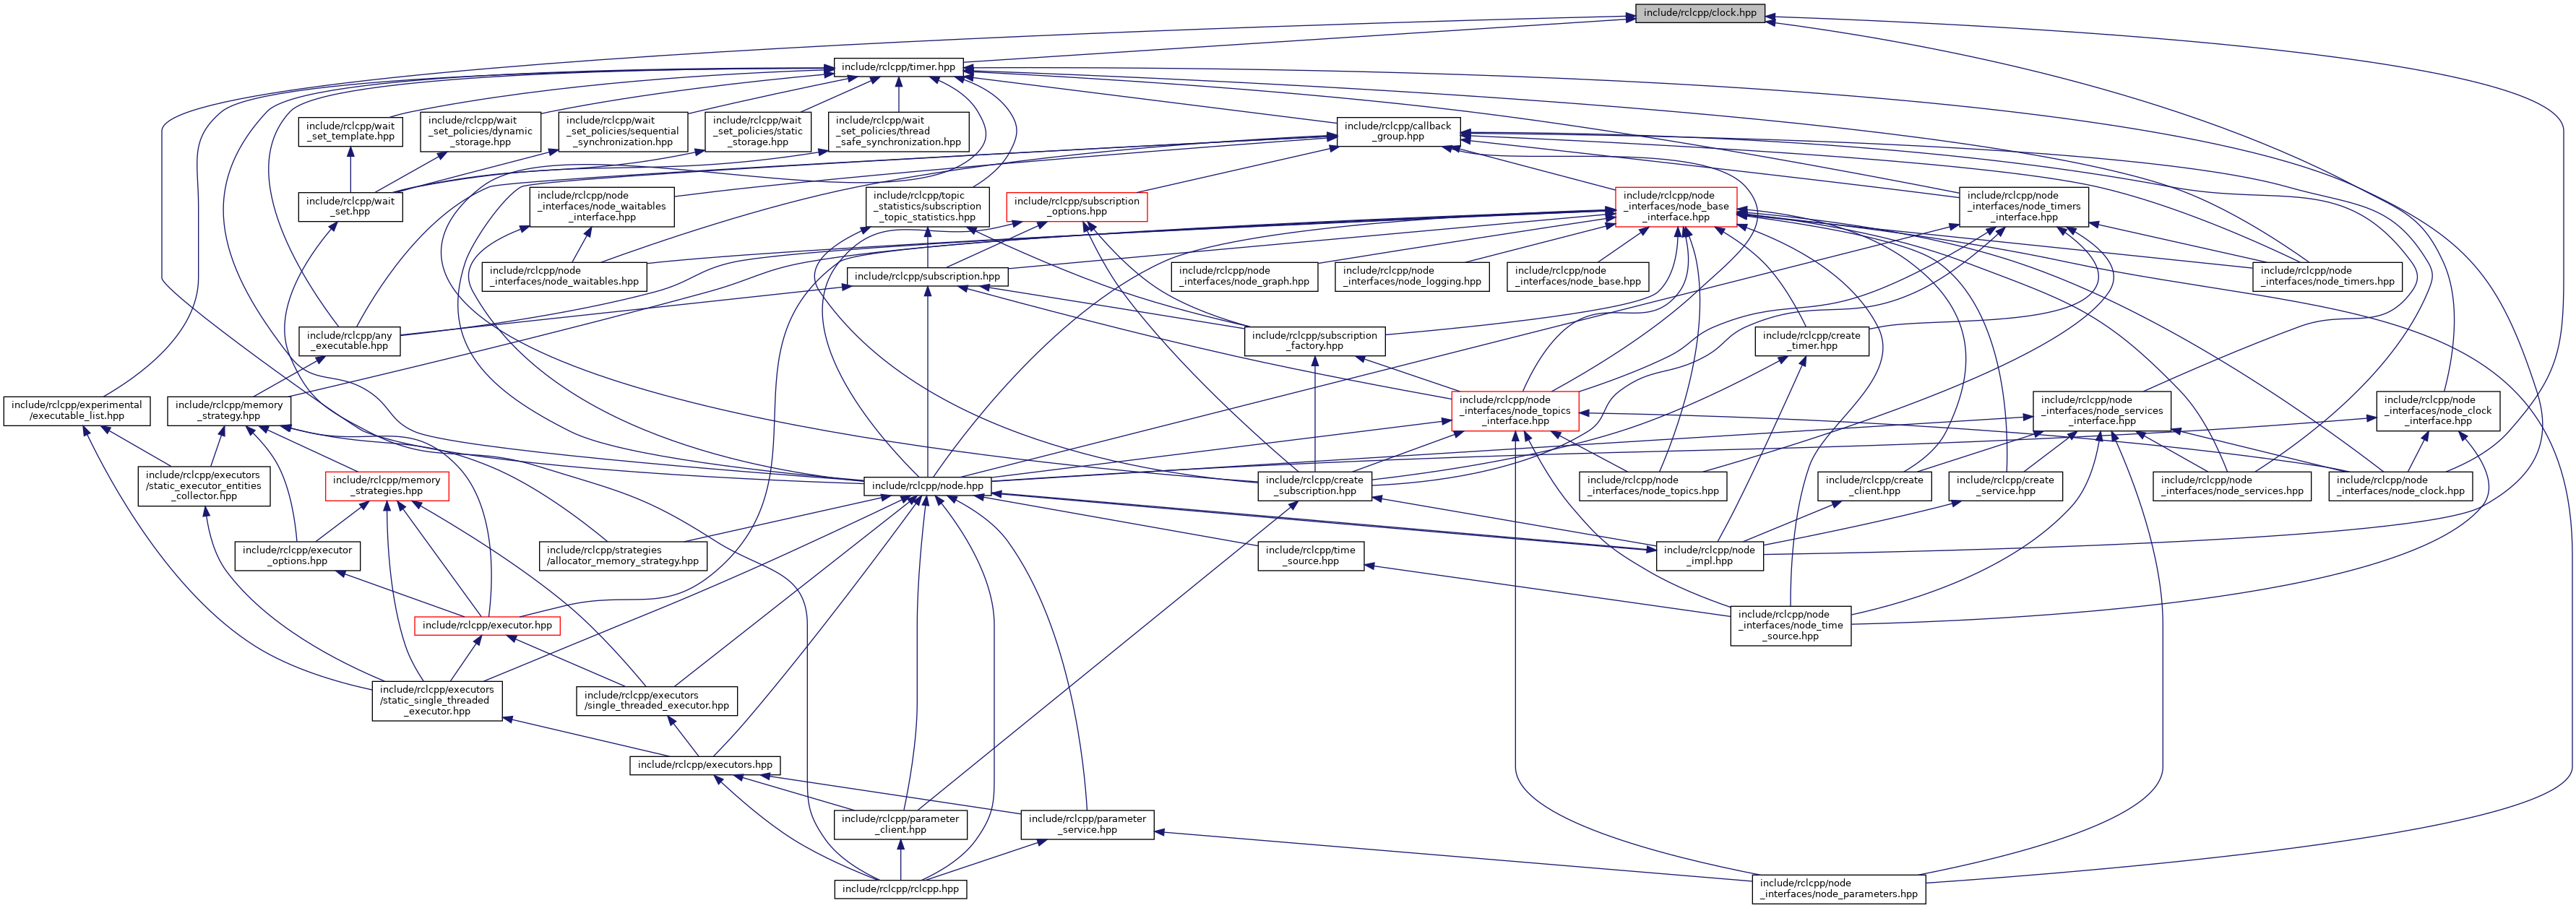 include/rclcpp/clock.hpp
include/rclcpp/timer.hpp
include/rclcpp/wait
_set_template.hpp
include/rclcpp/wait
_set_policies/dynamic
_storage.hpp
include/rclcpp/wait
_set_policies/sequential
_synchronization.hpp
include/rclcpp/wait
_set_policies/static
_storage.hpp
include/rclcpp/wait
_set_policies/thread
_safe_synchronization.hpp
include/rclcpp/callback
_group.hpp
include/rclcpp/wait
_set.hpp
include/rclcpp/node
_interfaces/node_waitables
_interface.hpp
include/rclcpp/topic
_statistics/subscription
_topic_statistics.hpp
include/rclcpp/subscription
_options.hpp
include/rclcpp/node
_interfaces/node_base
_interface.hpp
include/rclcpp/node
_interfaces/node_timers
_interface.hpp
include/rclcpp/node
_interfaces/node_waitables.hpp
include/rclcpp/subscription.hpp
include/rclcpp/node
_interfaces/node_graph.hpp
include/rclcpp/node
_interfaces/node_logging.hpp
include/rclcpp/node
_interfaces/node_base.hpp
include/rclcpp/node
_interfaces/node_timers.hpp
include/rclcpp/any
_executable.hpp
include/rclcpp/subscription
_factory.hpp
include/rclcpp/create
_timer.hpp
include/rclcpp/experimental
/executable_list.hpp
include/rclcpp/memory
_strategy.hpp
include/rclcpp/node
_interfaces/node_topics
_interface.hpp
include/rclcpp/node
_interfaces/node_services
_interface.hpp
include/rclcpp/node
_interfaces/node_clock
_interface.hpp
include/rclcpp/executors
/static_executor_entities
_collector.hpp
include/rclcpp/memory
_strategies.hpp
include/rclcpp/node.hpp
include/rclcpp/create
_subscription.hpp
include/rclcpp/node
_interfaces/node_topics.hpp
include/rclcpp/create
_client.hpp
include/rclcpp/create
_service.hpp
include/rclcpp/node
_interfaces/node_services.hpp
include/rclcpp/node
_interfaces/node_clock.hpp
include/rclcpp/executor
_options.hpp
include/rclcpp/strategies
/allocator_memory_strategy.hpp
include/rclcpp/time
_source.hpp
include/rclcpp/node
_impl.hpp
include/rclcpp/executor.hpp
include/rclcpp/node
_interfaces/node_time
_source.hpp
include/rclcpp/executors
/static_single_threaded
_executor.hpp
include/rclcpp/executors
/single_threaded_executor.hpp
include/rclcpp/executors.hpp
include/rclcpp/parameter
_client.hpp
include/rclcpp/parameter
_service.hpp
include/rclcpp/rclcpp.hpp
include/rclcpp/node
_interfaces/node_parameters.hpp